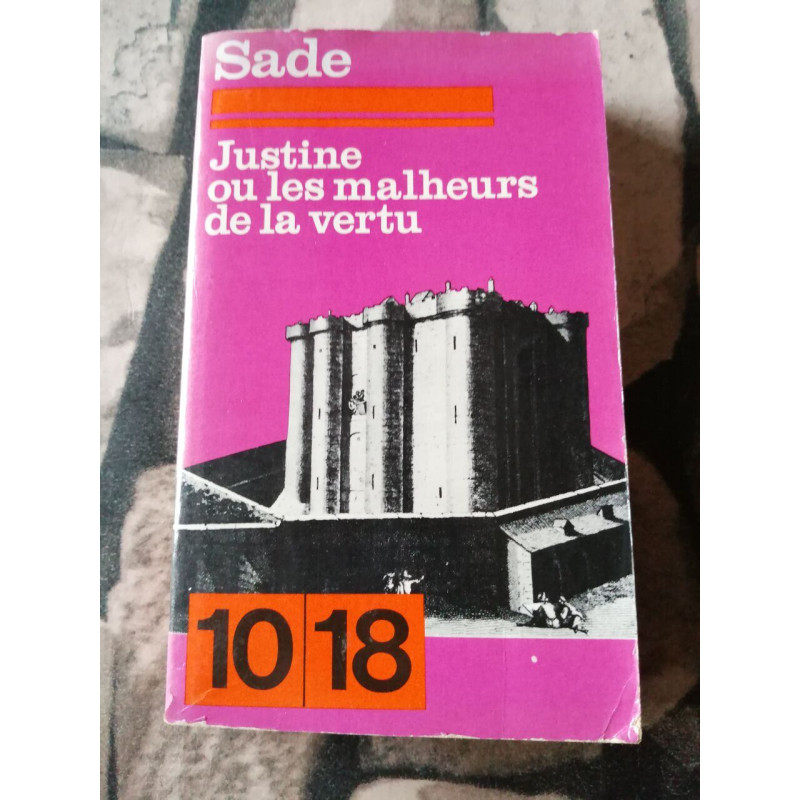 Sade
Justine
ou les malheurs
de la vertu
10 18